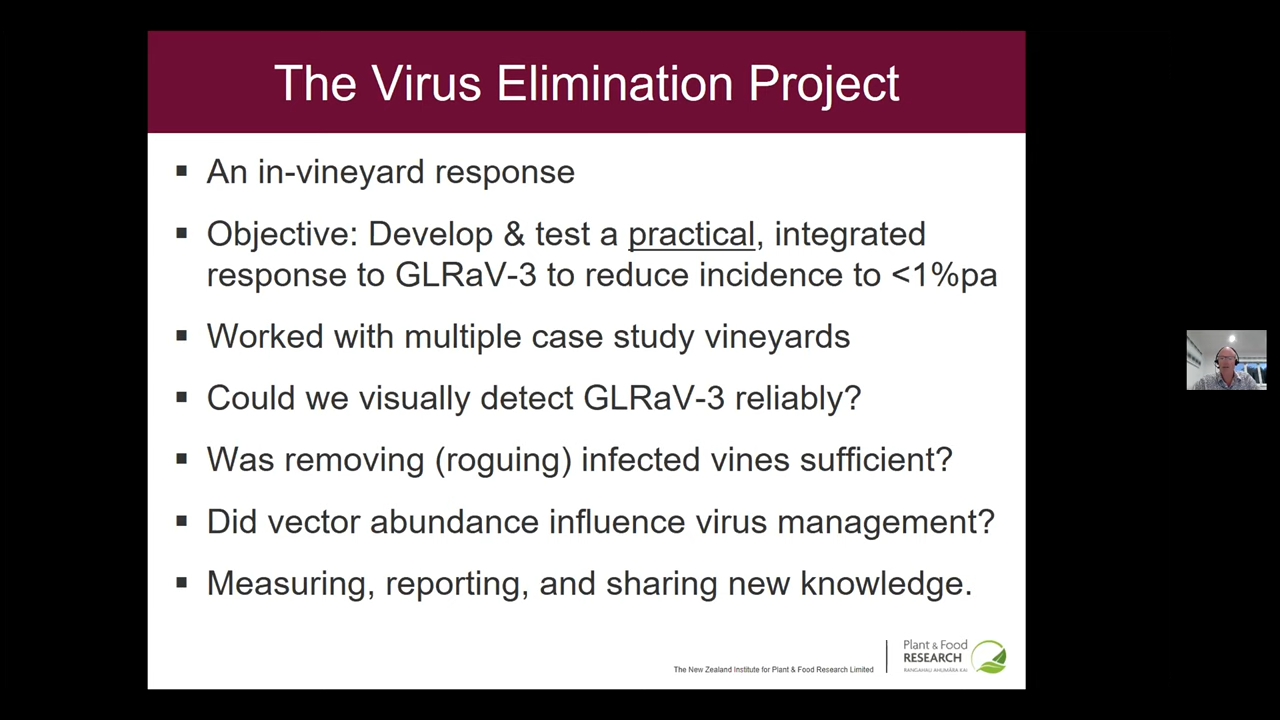 The Virus Elimination Project
▪ An in-vineyard response
▪ Objective: Develop & test a practical, integrated
response to GLRaV-3 to reduce incidence to <1%pa
▪ Worked with multiple case study vineyards
▪ Could we visually detect GLRaV-3 reliably?
▪ Was removing (roguing) infected vines sufficient?
▪ Did vector abundance influence virus management?
▪ Measuring, reporting, and sharing new knowledge.
The New Zealand Institute for Plant & Food Research Limited
Plant & Food
RESEARCH
RANGAHAU AHUMĀRA KAI